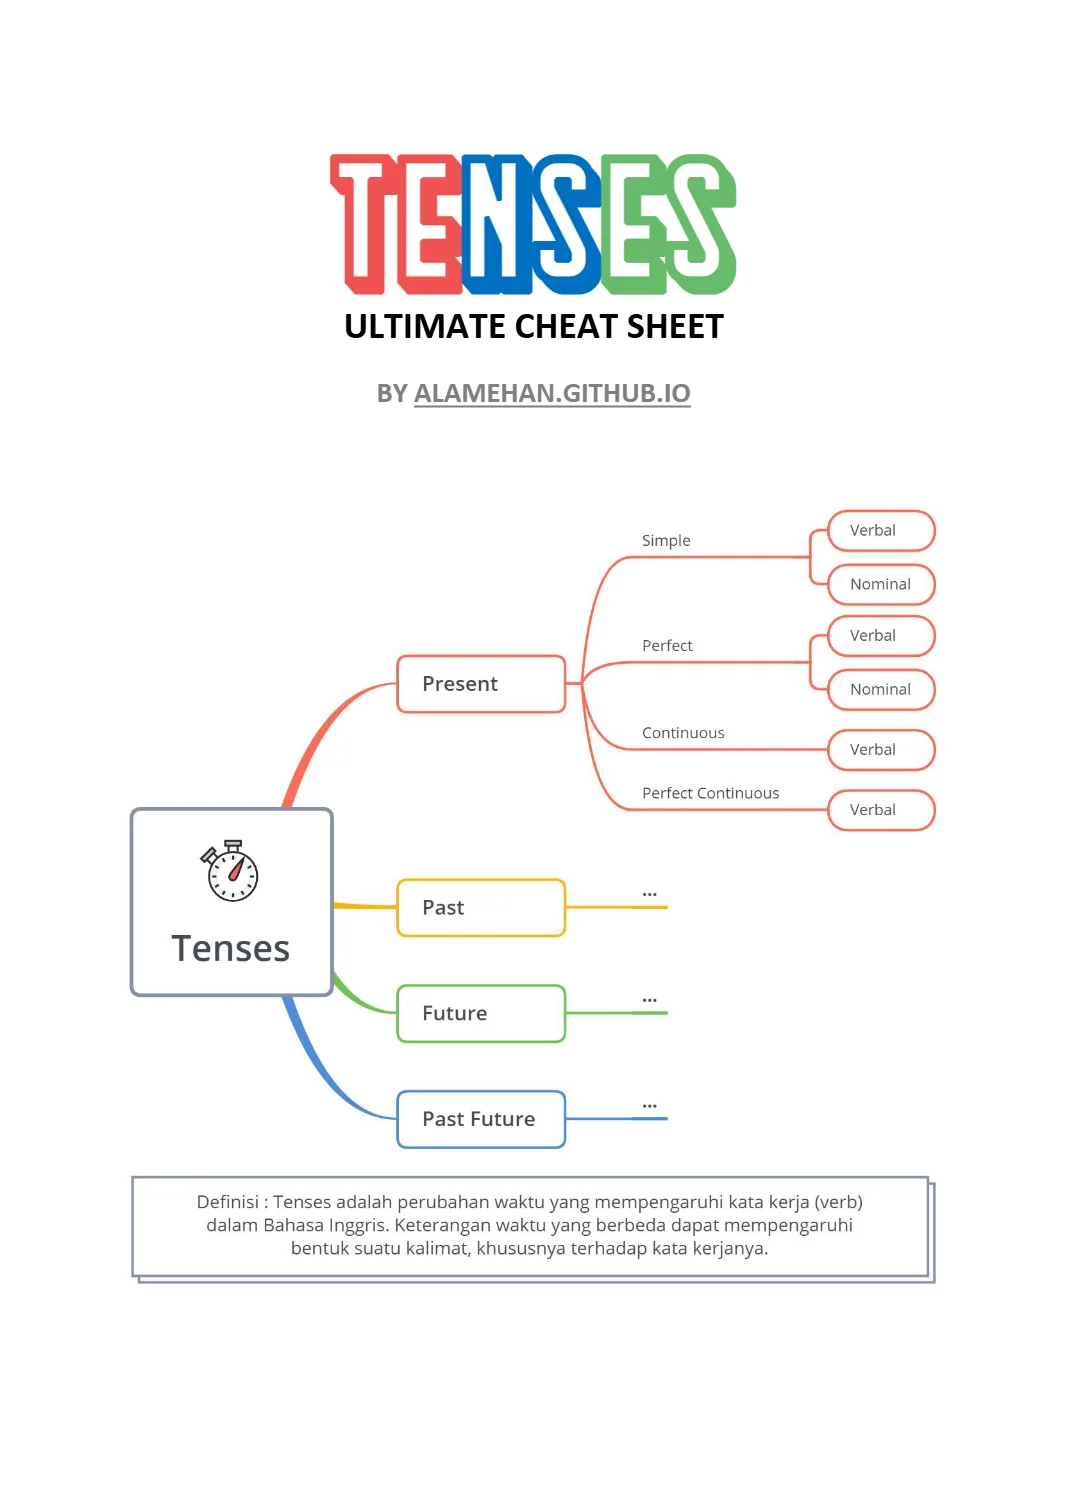 TENSES
ULTIMATE CHEAT SHEET
BY ALAMEHAN.GITHUB.IO
Simple
Verbal
Nominal
Perfect
Verbal
Nominal
Present
Continuous
Verbal
Perfect Continuous
Verbal
Tenses
Past
...
Future
...
Past Future
...
Definisi : Tenses adalah perubahan waktu yang mempengaruhi kata kerja (verb)
dalam Bahasa Inggris. Keterangan waktu yang berbeda dapat mempengaruhi
bentuk suatu kalimat, khususnya terhadap kata kerjanya.